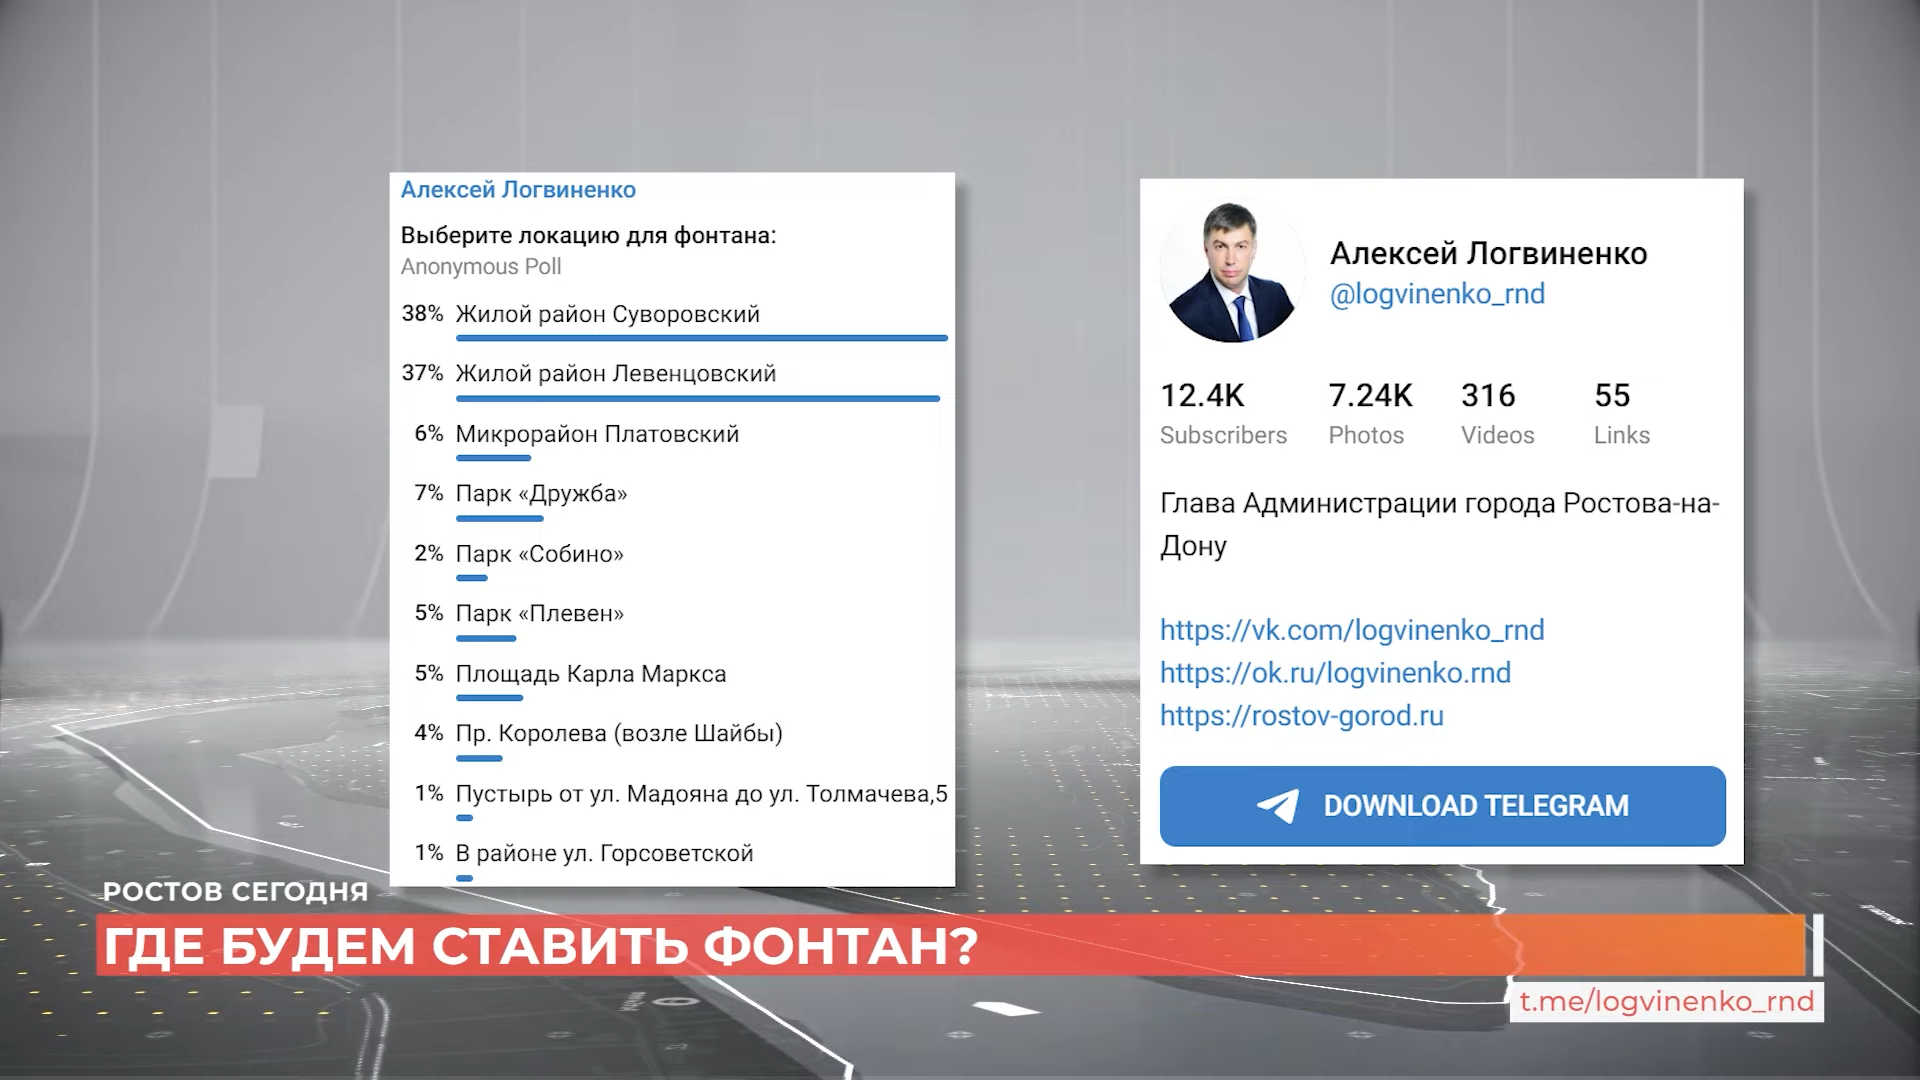 Алексей Логвиненко
Выберите локацию для фонтана:
Anonymous Poll
38% Жилой район Суворовский
37% Жилой район Левенцовский
6% Микрорайон Платовский
7% Парк «Дружба»
2% Парк «Собино»
5% Парк «Плевен»
5% Площадь Карла Маркса
4% Пр. Королева (возле Шайбы)
1% Пустырь от ул. Мадояна до ул. Толмачева,5
1% В районе ул. Горсоветской
Алексей Логвиненко
@logvinenko_rnd
12.4K 7.24K 316 55
Subscribers Photos Videos Links
Глава Администрации города Ростова-на-
Дону
https://vk.com/logvinenko_rnd
https://ok.ru/logvinenko.rnd
https://rostov-gorod.ru
DOWNLOAD TELEGRAM
РОСТОВ СЕГОДНЯ
ГДЕ БУДЕМ СТАВИТЬ ФОНТАН?
t.me/logvinenko_rnd